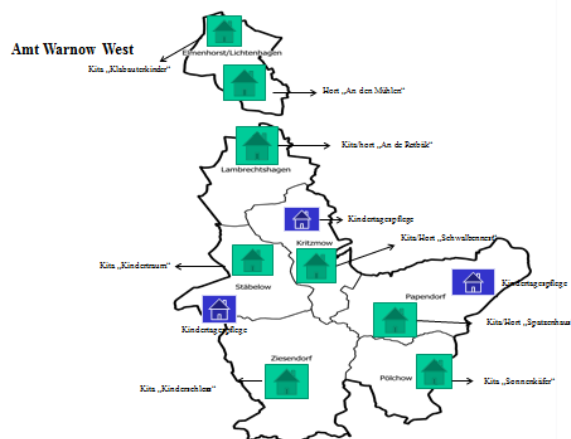 Amt Warnow West
Elmenhorst/Lichtenhagen
Kita „Klabauterkinder“
Hort „An den Mühlen“
Kita/hort „An de Rotbäk“
Lambrechtshagen
Kindertagespflege
Kita/Hort „Schwalbennest“
Kritzmow
Kita „Kindertraum“
Stäbelow
Kindertagespflege
Papendorf
Kindertagespflege
Kita/Hort „Spatzenhaus
Ziesendorf
Pölchow
Kita „Kinderschloss“
Kita „Sonnenkäfer“